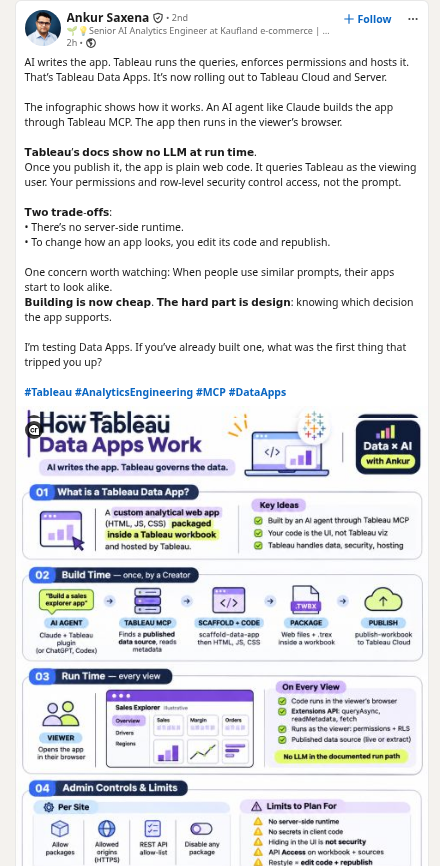 Ankur Saxena • 2nd
Senior AI Analytics Engineer at Kaufland e-commerce | ...
2h •
+ Follow
AI writes the app. Tableau runs the queries, enforces permissions and hosts it.
That's Tableau Data Apps. It's now rolling out to Tableau Cloud and Server.
The infographic shows how it works. An AI agent like Claude builds the app
through Tableau MCP. The app then runs in the viewer's browser.
Tableau's docs show no LLM at run time.
Once you publish it, the app is plain web code. It queries Tableau as the viewing
user. Your permissions and row-level security control access, not the prompt.
Two trade-offs:
• There's no server-side runtime.
• To change how an app looks, you edit its code and republish.
One concern worth watching: When people use similar prompts, their apps
start to look alike.
Building is now cheap. The hard part is design: knowing which decision
the app supports.
I'm testing Data Apps. If you've already built one, what was the first thing that
tripped you up?
#Tableau #AnalyticsEngineering #MCP #DataApps
cr
How Tableau
Data Apps Work
AI writes the app. Tableau governs the data.
Data × AI
with Ankur
01 What is a Tableau Data App?
A custom analytical web app
(HTML, JS, CSS) packaged
inside a Tableau workbook
and hosted by Tableau.
Key Ideas
Built by an AI agent through Tableau MCP
Your code is the UI, not Tableau viz
Tableau handles data, security, hosting
02 Build Time — once, by a Creator
"Build a sales
explorer app"
AI AGENT
Claude + Tableau
plugin
(or ChatGPT, Codex)
TABLEAU MCP
Finds a published
data source, reads
metadata
SCAFFOLD + CODE
scaffold-data-app
then HTML, JS, CSS
.TWBX
PACKAGE
Web files + .trex
inside a workbook
PUBLISH
publish-workbook
to Tableau Cloud
03 Run Time — every view
VIEWER
Opens the app
in their browser
Sales Explorer Illustrative
Overview
Drivers
Regions
Sales
Margin
Orders
On Every View
Code runs in the viewer's browser
Extensions API: queryAsync,
readMetadata, fetch
Runs as the viewer: permissions + RLS
Published data source (live or extract)
No LLM in the documented run path
04 Admin Controls & Limits
Per Site
Allow
packages
Allowed
origins
(HTTPS)
REST API
allow-list
Disable any
package
Limits to Plan For
No server-side runtime
No secrets in client code
Hiding in the UI is not security
API Access on workbook + sources
Restyle = edit code + republish